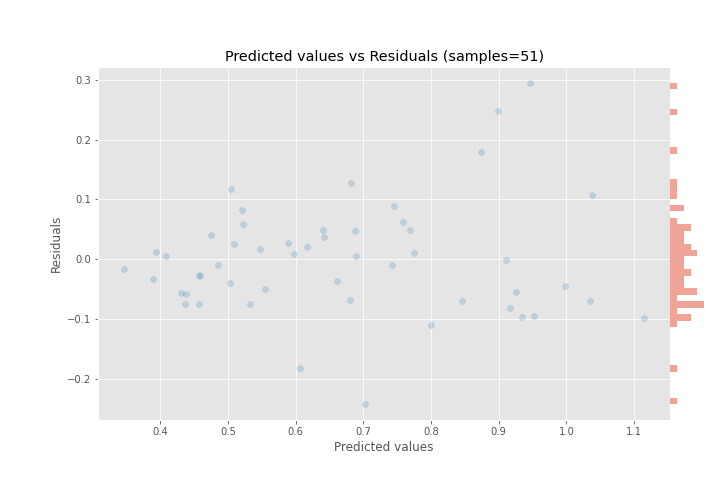 Predicted values vs Residuals (samples=51)
0.3
0.2
0.1
0.0
−0.1
−0.2
Residuals
0.4 0.5 0.6 0.7 0.8 0.9 1.0 1.1
Predicted values